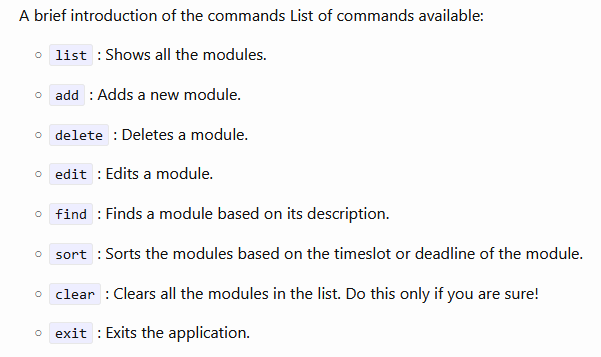 A brief introduction of the commands List of commands available:
list : Shows all the modules.
add : Adds a new module.
delete : Deletes a module.
edit : Edits a module.
find : Finds a module based on its description.
sort : Sorts the modules based on the timeslot or deadline of the module.
clear : Clears all the modules in the list. Do this only if you are sure!
exit : Exits the application.